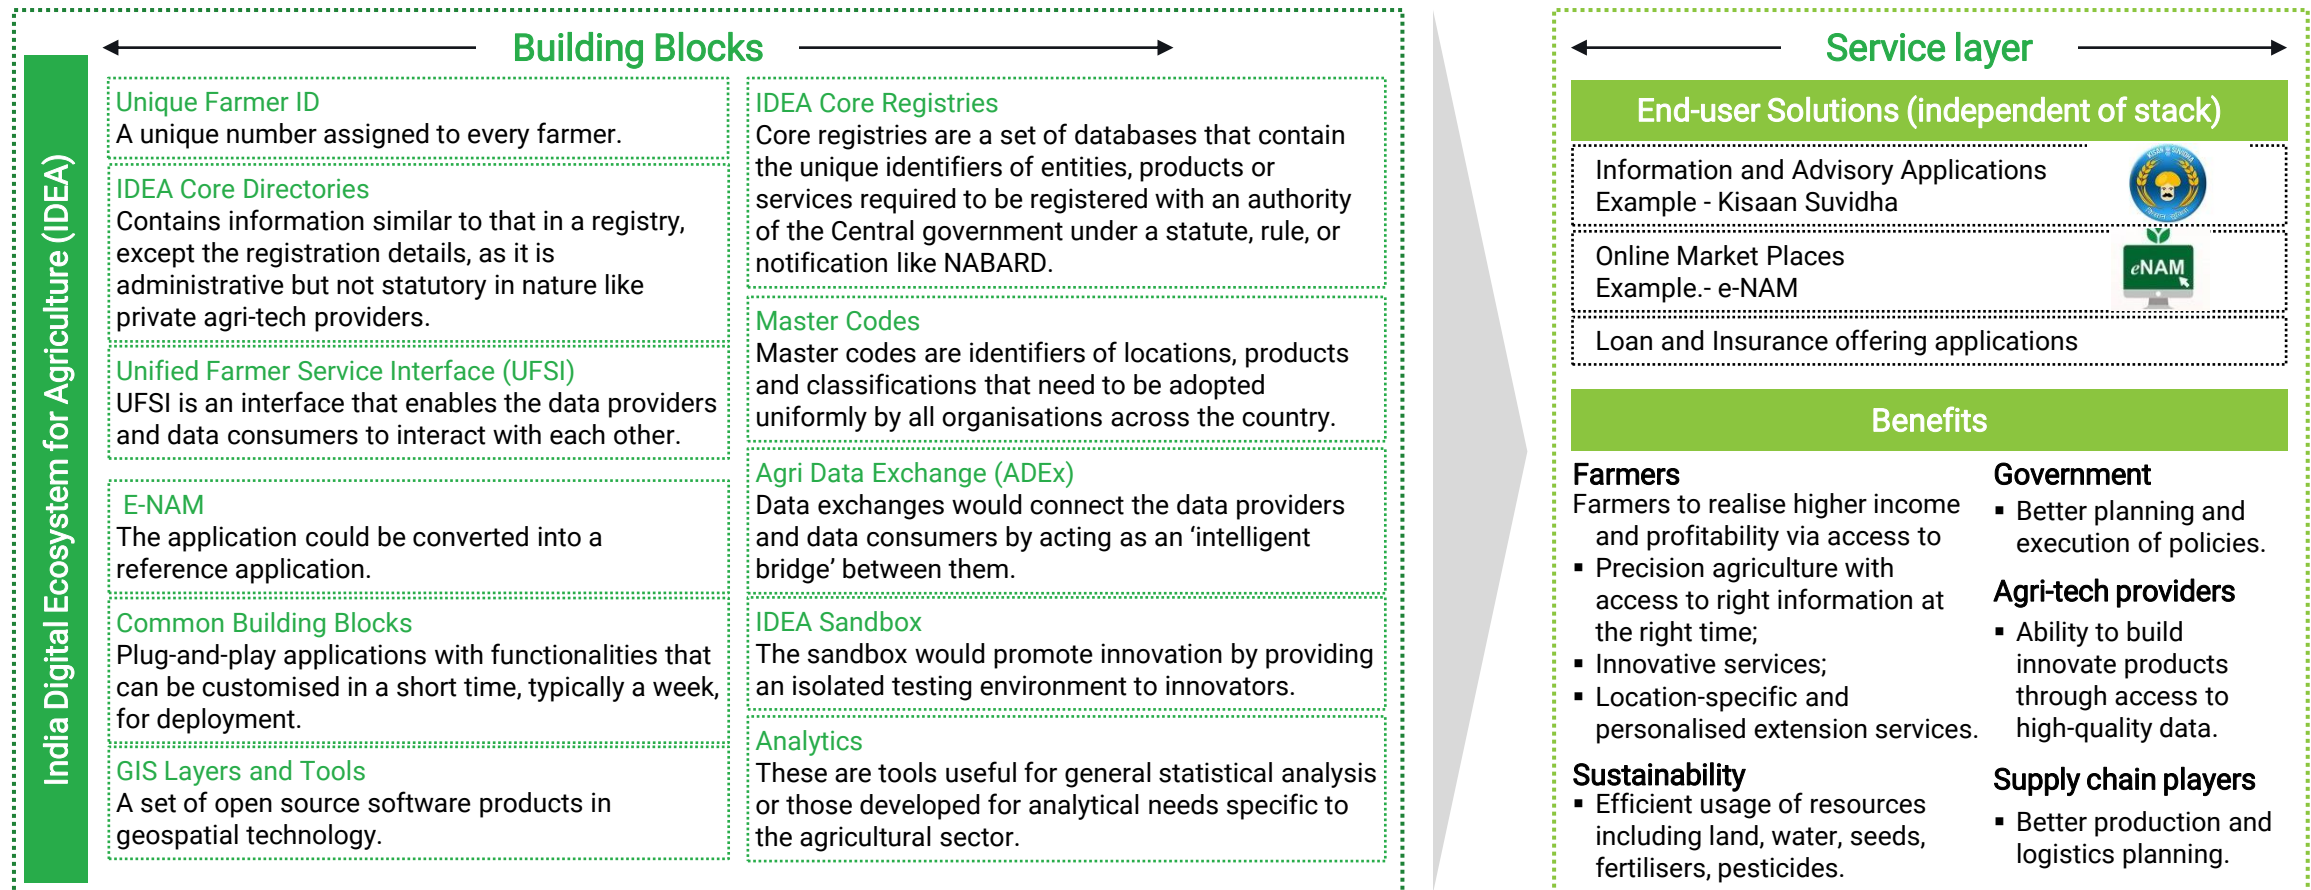 India Digital Ecosystem for Agriculture (IDEA)
Building Blocks
Unique Farmer ID
A unique number assigned to every farmer.
IDEA Core Directories
Contains information similar to that in a registry,
except the registration details, as it is
administrative but not statutory in nature like
private agri-tech providers.
Unified Farmer Service Interface (UFSI)
UFSI is an interface that enables the data providers
and data consumers to interact with each other.
E-NAM
The application could be converted into a
reference application.
Common Building Blocks
Plug-and-play applications with functionalities that
can be customised in a short time, typically a week,
for deployment.
GIS Layers and Tools
A set of open source software products in
geospatial technology.
IDEA Core Registries
Core registries are a set of databases that contain
the unique identifiers of entities, products or
services required to be registered with an authority
of the Central government under a statute, rule, or
notification like NABARD.
Master Codes
Master codes are identifiers of locations, products
and classifications that need to be adopted
uniformly by all organisations across the country.
Agri Data Exchange (ADEx)
Data exchanges would connect the data providers
and data consumers by acting as an ‘intelligent
bridge’ between them.
IDEA Sandbox
The sandbox would promote innovation by providing
an isolated testing environment to innovators.
Analytics
These are tools useful for general statistical analysis
or those developed for analytical needs specific to
the agricultural sector.
Service layer
End-user Solutions (independent of stack)
Information and Advisory Applications
Example - Kisaan Suvidha
KISAN SUVIDHA
Online Market Places
Example.- e-NAM
eNAM
Loan and Insurance offering applications
Benefits
Farmers
Farmers to realise higher income
and profitability via access to
▪ Precision agriculture with
access to right information at
the right time;
▪ Innovative services;
▪ Location-specific and
personalised extension services.
Sustainability
▪ Efficient usage of resources
including land, water, seeds,
fertilisers, pesticides.
Government
▪ Better planning and
execution of policies.
Agri-tech providers
▪ Ability to build
innovate products
through access to
high-quality data.
Supply chain players
▪ Better production and
logistics planning.